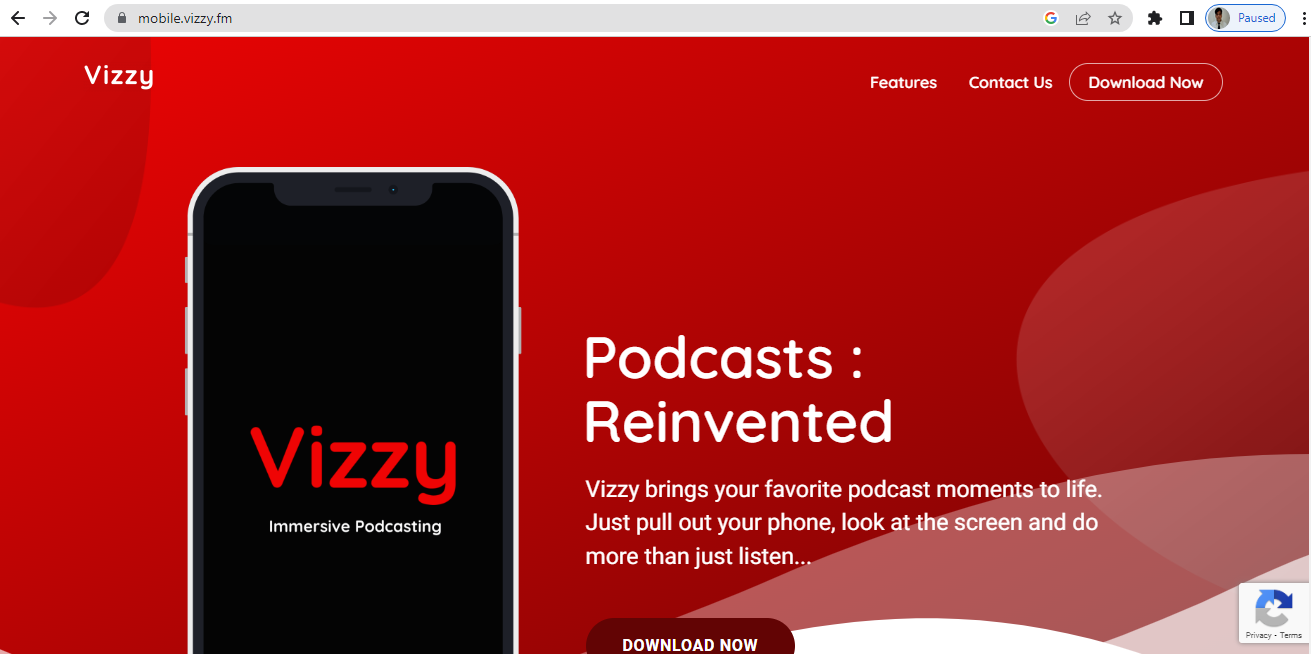 mobile.vizzy.fm
Paused
Vizzy
Features
Contact Us
Download Now
Vizzy
Immersive Podcasting
Podcasts :
Reinvented
Vizzy brings your favorite podcast moments to life.
Just pull out your phone, look at the screen and do
more than just listen...
DOWNLOAD NOW
Privacy - Terms